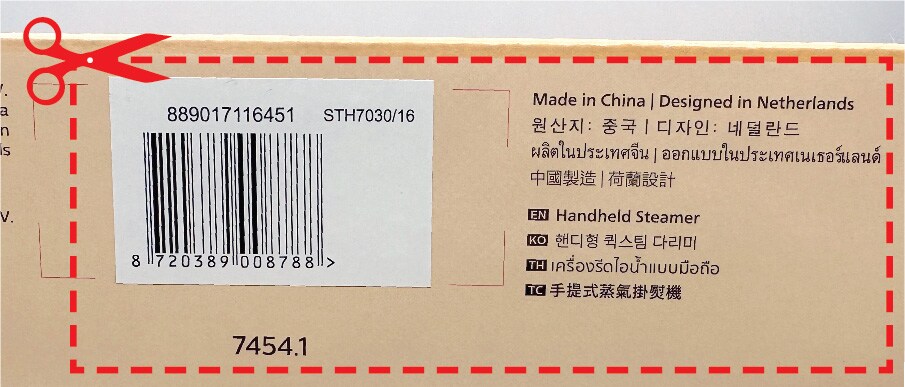 V.
a
n
is
V.
889017116451 STH7030/16
8 720389 008788 >
7454.1
Made in China | Designed in Netherlands
원산지: 중국 | 디자인: 네덜란드
ผลิตในประเทศจีน | ออกแบบในประเทศเนเธอร์แลนด์
中國製造 | 荷蘭設計
EN Handheld Steamer
KO 핸디형 퀵스팀 다리미
TH เครื่องรีดไอน้ำแบบมือถือ
TC 手提式蒸氣掛熨機